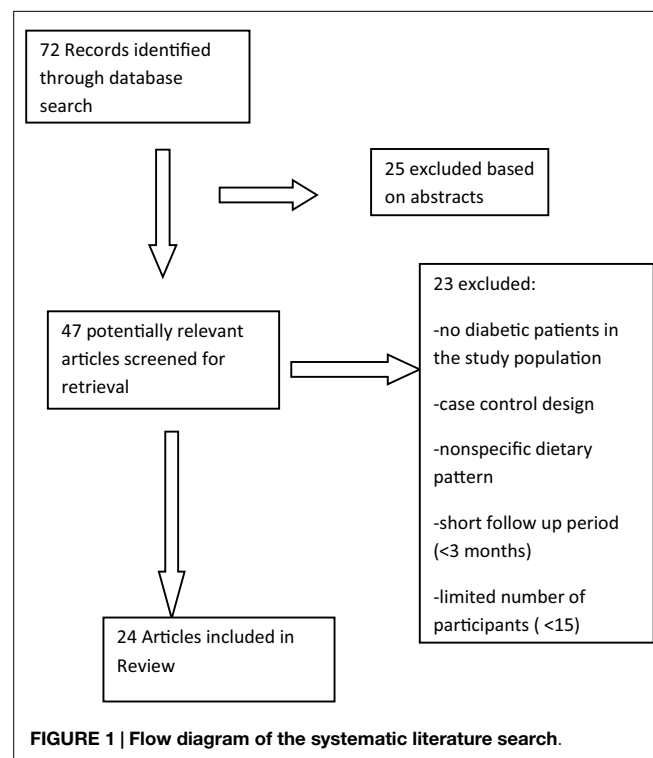 72 Records identified
through database
search
25 excluded based
on abstracts
47 potentially relevant
articles screened for
retrieval
23 excluded:
-no diabetic patients in
the study population
-case control design
-nonspecific dietary
pattern
-short follow up period
(<3 months)
-limited number of
participants ( <15)
24 Articles included in
Review
FIGURE 1 | Flow diagram of the systematic literature search.